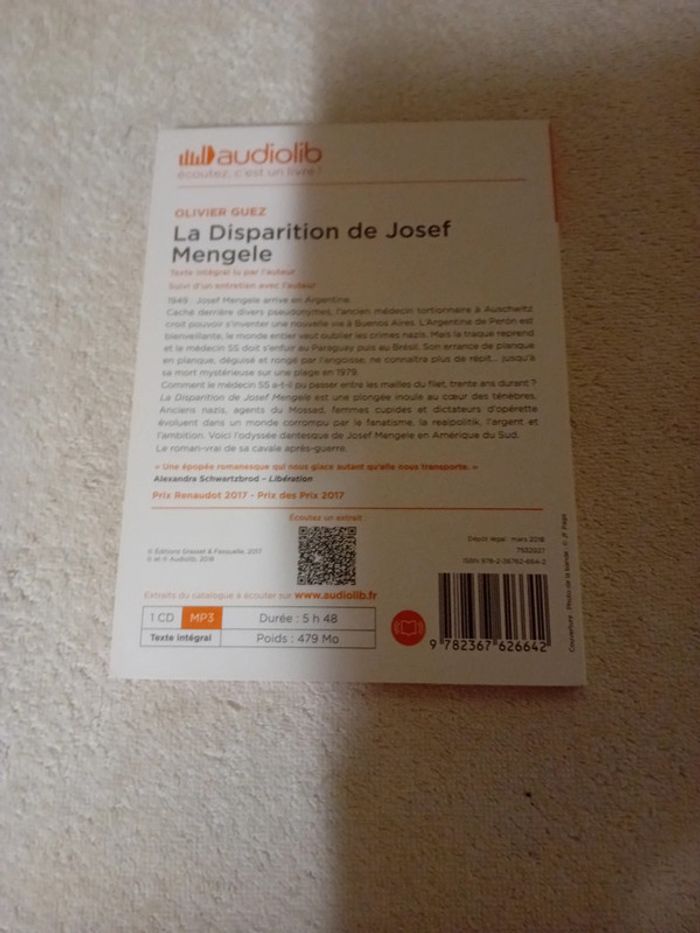 audiolib
écoutez, c'est un livre !
OLIVIER GUEZ
La Disparition de Josef
Mengele
Texte intégral lu par l'auteur
Suivi d'un entretien avec l'auteur
1949 : Josef Mengele arrive en Argentine.
Caché derrière divers pseudonymes, l'ancien médecin tortionnaire à Auschwitz
croit pouvoir s'inventer une nouvelle vie à Buenos Aires. L'Argentine de Perón est
bienveillante, le monde entier veut oublier les crimes nazis. Mais la traque reprend
et le médecin SS doit s'enfuir au Paraguay puis au Brésil. Son errance de planque
en planque, déguisé et rongé par l'angoisse, ne connaîtra plus de répit... jusqu'à
sa mort mystérieuse sur une plage en 1979.
Comment le médecin SS a-t-il pu passer entre les mailles du filet, trente ans durant ?
La Disparition de Josef Mengele est une plongée inouïe au cœur des ténèbres.
Anciens nazis, agents du Mossad, femmes cupides et dictateurs d'opérette
évoluent dans un monde corrompu par le fanatisme, la realpolitik, l'argent et
l'ambition. Voici l'odyssée dantesque de Josef Mengele en Amérique du Sud.
Le roman-vrai de sa cavale après-guerre.
« Une épopée romanesque qui nous glace autant qu'elle nous transporte. »
Alexandra Schwartzbrod – Libération
Prix Renaudot 2017 - Prix des Prix 2017
Écoutez un extrait
© Éditions Grasset & Fasquelle, 2017
© et ℗ Audiolib, 2018
Dépôt légal : mars 2018
7502027
ISBN : 978-2-36762-664-2
Extraits du catalogue à écouter sur www.audiolib.fr
1 CD MP3 Durée : 5 h 48
Texte intégral Poids : 479 Mo
9 782367 626642
Couverture : Photo de la bande : © JF Paga